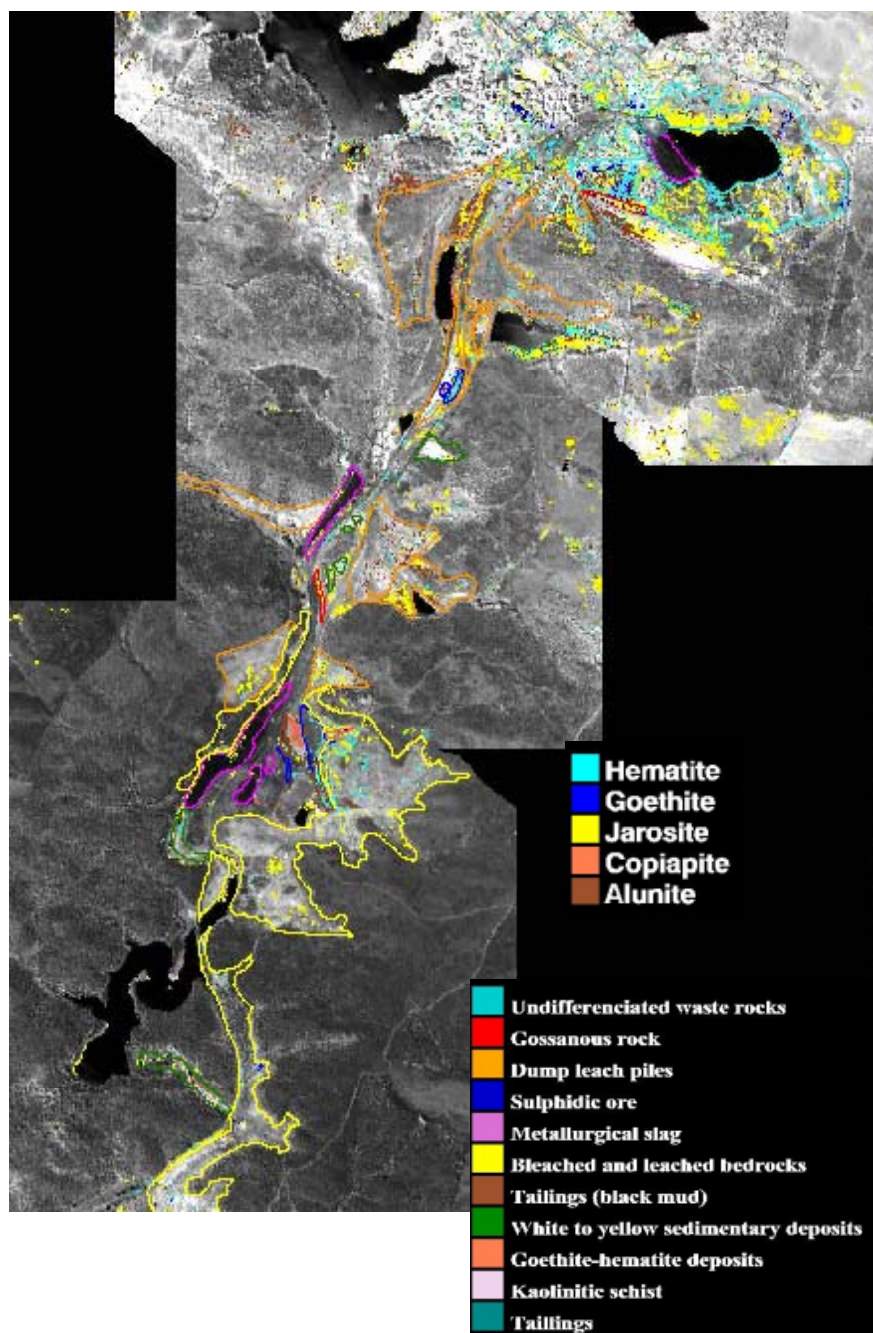 Hematite
Goethite
Jarosite
Copiapite
Alunite
Undifferenciated waste rocks
Gossanous rock
Dump leach piles
Sulphidic ore
Metallurgical slag
Bleached and leached bedrocks
Tailings (black mud)
White to yellow sedimentary deposits
Goethite-hematite deposits
Kaolinitic schist
Taillings